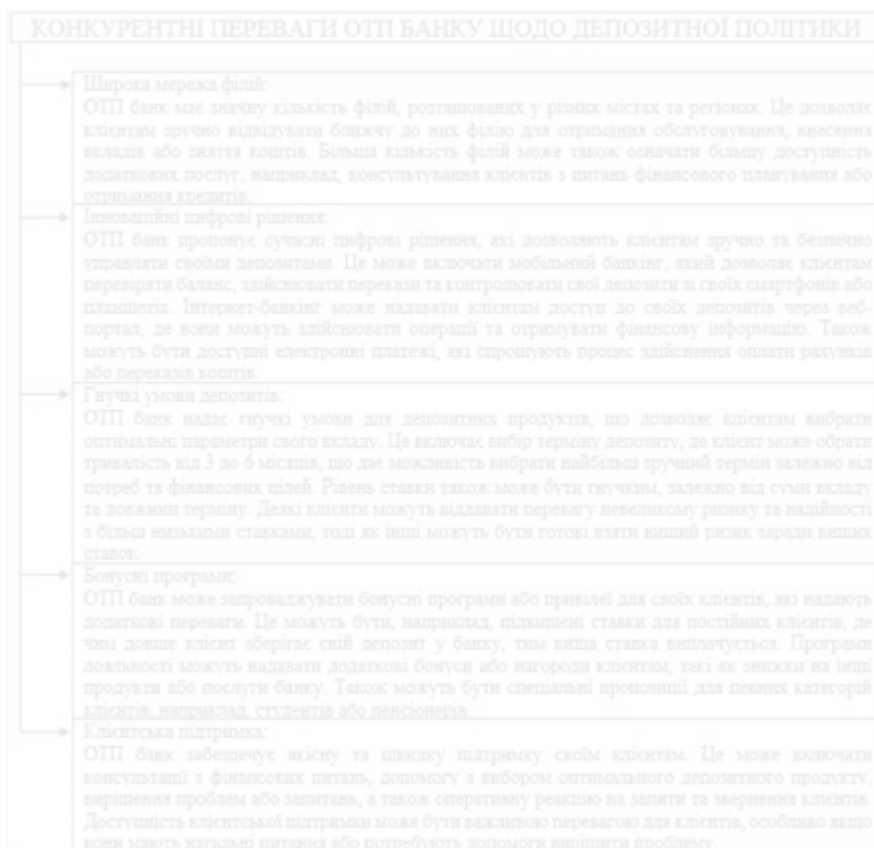 КОНКУРЕНТНІ ПЕРЕВАГИ ОТП БАНКУ ЩОДО ДЕПОЗИТНОЇ ПОЛІТИКИ
Широка мережа філій:
ОТП банк має значну кількість філій, розташованих у різних містах та регіонах. Це дозволяє
клієнтам зручно відвідувати ближчу до них філію для отримання обслуговування, внесення
вкладів або зняття коштів. Більша кількість філій може також означати більшу доступність
додаткових послуг, наприклад, консультування клієнтів з питань фінансового планування або
отримання кредитів.
Інноваційні цифрові рішення:
ОТП банк пропонує сучасні цифрові рішення, які дозволяють клієнтам зручно та безпечно
управляти своїми депозитами. Це може включати мобільний банкінг, який дозволяє клієнтам
перевіряти баланс, здійснювати перекази та контролювати свої депозити зі своїх смартфонів або
планшетів. Інтернет-банкінг може надавати клієнтам доступ до своїх депозитів через веб-
портал, де вони можуть здійснювати операції та отримувати фінансову інформацію. Також
можуть бути доступні електронні платежі, які спрощують процес здійснення оплати рахунків
або переказів коштів.
Гнучкі умови депозитів:
ОТП банк надає гнучкі умови для депозитних продуктів, що дозволяє клієнтам вибрати
оптимальні параметри свого вкладу. Це включає вибір терміну депозиту, де клієнт може обрати
тривалість від 3 до 6 місяців, що дає можливість вибрати найбільш зручний термін залежно від
потреб та фінансових цілей. Рівень ставки також може бути гнучким, залежно від суми вкладу
та довжини терміну. Деякі клієнти можуть віддавати перевагу невеликому ризику та надійності
з більш низькими ставками, тоді як інші можуть бути готові взяти вищий ризик заради вищих
ставок.
Бонусні програми:
ОТП банк може запроваджувати бонусні програми або привілеї для своїх клієнтів, які надають
додаткові переваги. Це можуть бути, наприклад, підвищені ставки для постійних клієнтів, де
чим довше клієнт зберігає свій депозит у банку, тим вища ставка виплачується. Програми
лояльності можуть надавати додаткові бонуси або нагороди клієнтам, такі як знижки на інші
продукти або послуги банку. Також можуть бути спеціальні пропозиції для певних категорій
клієнтів, наприклад, студентів або пенсіонерів.
Клієнтська підтримка:
ОТП банк забезпечує якісну та швидку підтримку своїм клієнтам. Це може включати
консультації з фінансових питань, допомогу з вибором оптимального депозитного продукту,
вирішення проблем або запитань, а також оперативну реакцію на запити та звернення клієнтів.
Доступність клієнтської підтримки може бути важливою перевагою для клієнтів, особливо якщо
вони мають нагальні питання або потребують допомоги вирішити проблему.